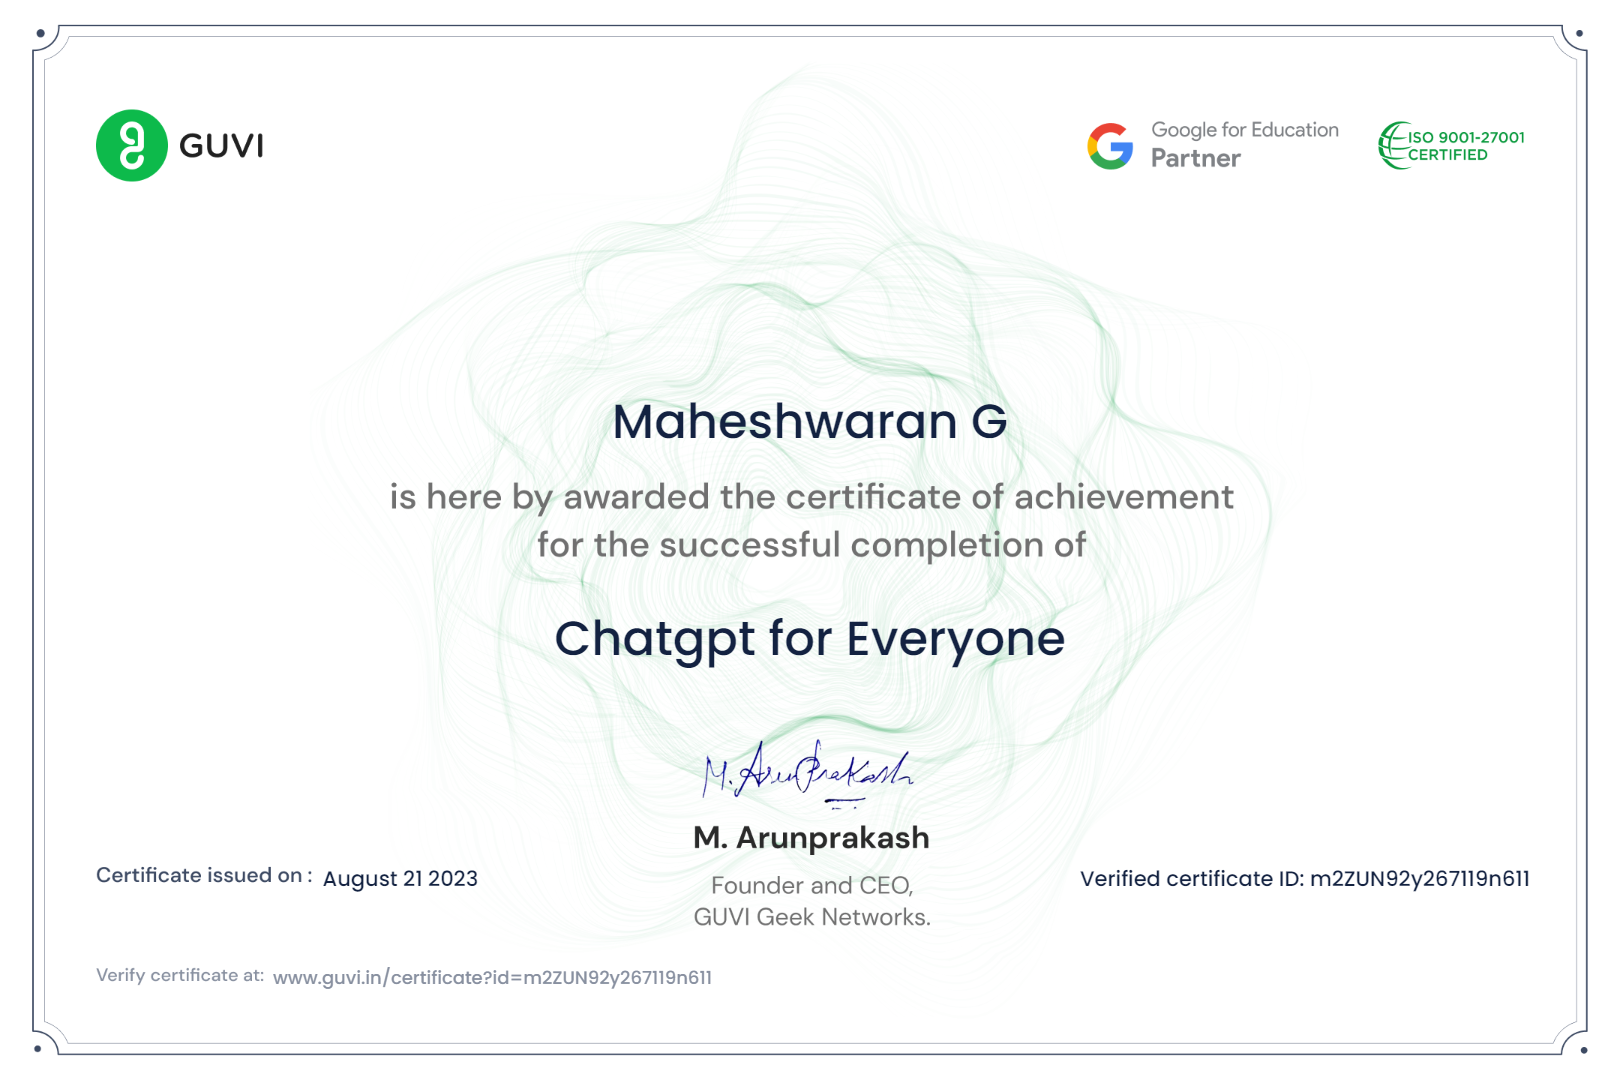 GUVI
Google for Education
Partner
ISO 9001-27001
CERTIFIED
Maheshwaran G
is here by awarded the certificate of achievement
for the successful completion of
Chatgpt for Everyone
M. Arunprakash
M. Arunprakash
Founder and CEO,
GUVI Geek Networks.
Certificate issued on : August 21 2023
Verified certificate ID: m2ZUN92y267119n611
Verify certificate at: www.guvi.in/certificate?id=m2ZUN92y267119n611